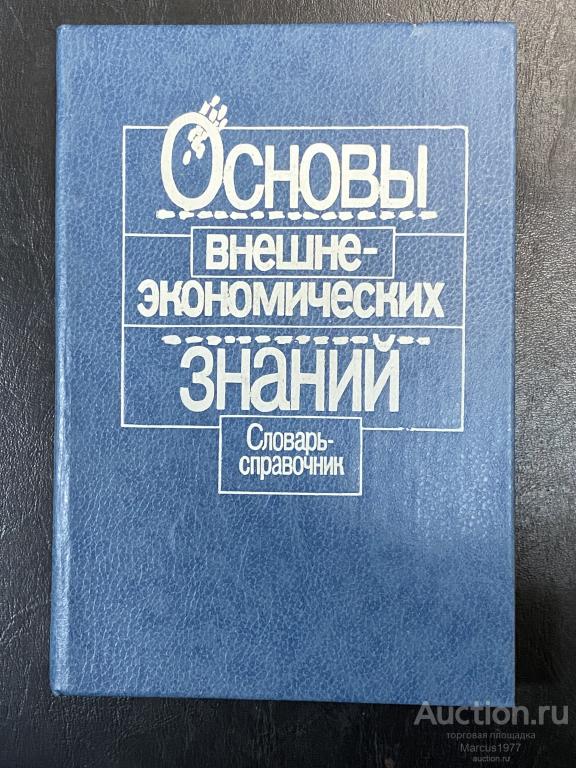 Основы
внешне-
экономических
знаний
Словарь-
справочник
Auction.ru
торговая площадка
Marcus1977
auction.ru